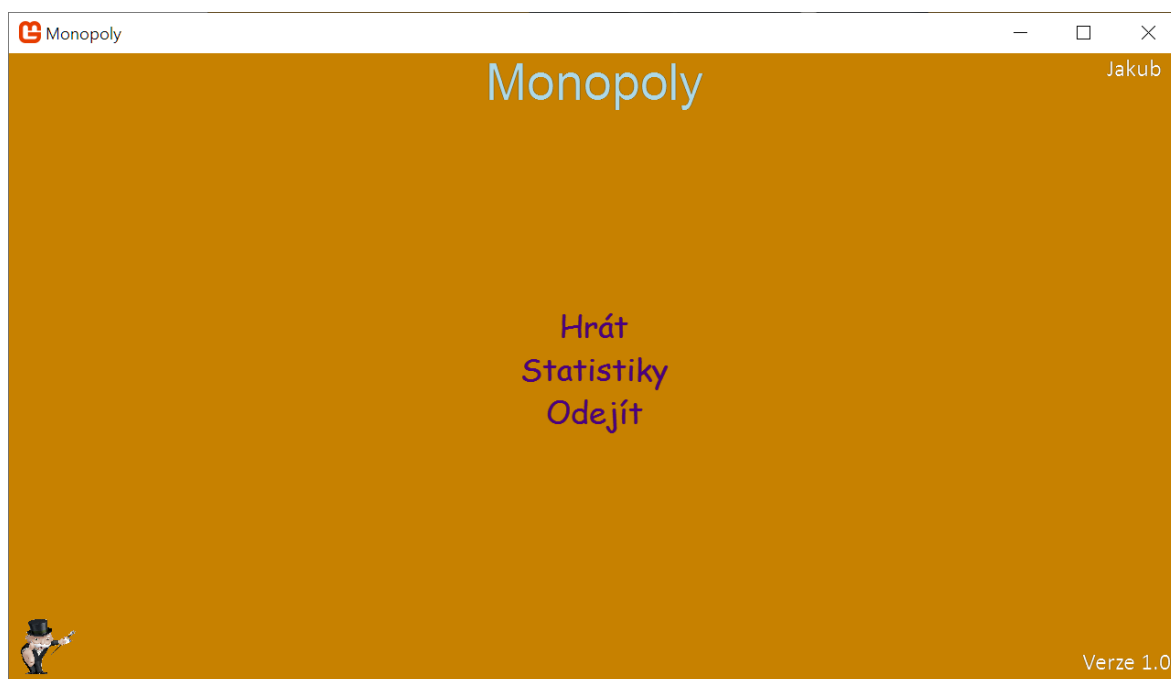 Monopoly
Monopoly
Jakub
Hrát
Statistiky
Odejít
Verze 1.0